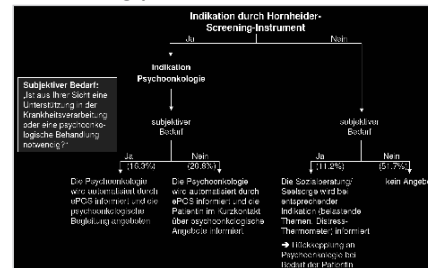 Indikation durch Hornheider-
Screening-Instrument
Ja
Nein
Indikation
Psychoonkologie
Subjektiver Bedarf:
„Ist aus Ihrer Sicht eine
Unterstützung in der
Krankheitsverarbeitung
oder eine psychoonko-
logische Behandlung
notwendig?“
subjektiver
Bedarf
subjektiver
Bedarf
Ja
(16.3%)
Nein
(20.8%)
Ja
(11.2%)
Nein
(51.7%)
Die Psychoonkologie
wird automatisiert durch
ePOS informiert und die
psychoonkologische
Begleitung angeboten
Die Psychoonkologie
wird automatisiert durch
ePOS informiert und die
Patientin im Kurzkontakt
über psychoonkologische
Angebote informiert
Die Sozialberatung/
Seelsorge wird bei
entsprechender
Indikation (belastende
Themen, Distress-
Thermometer) informiert
➔ Rückkopplung an
Psychoonkologie bei
Bedarf der Patientin
kein Angebot